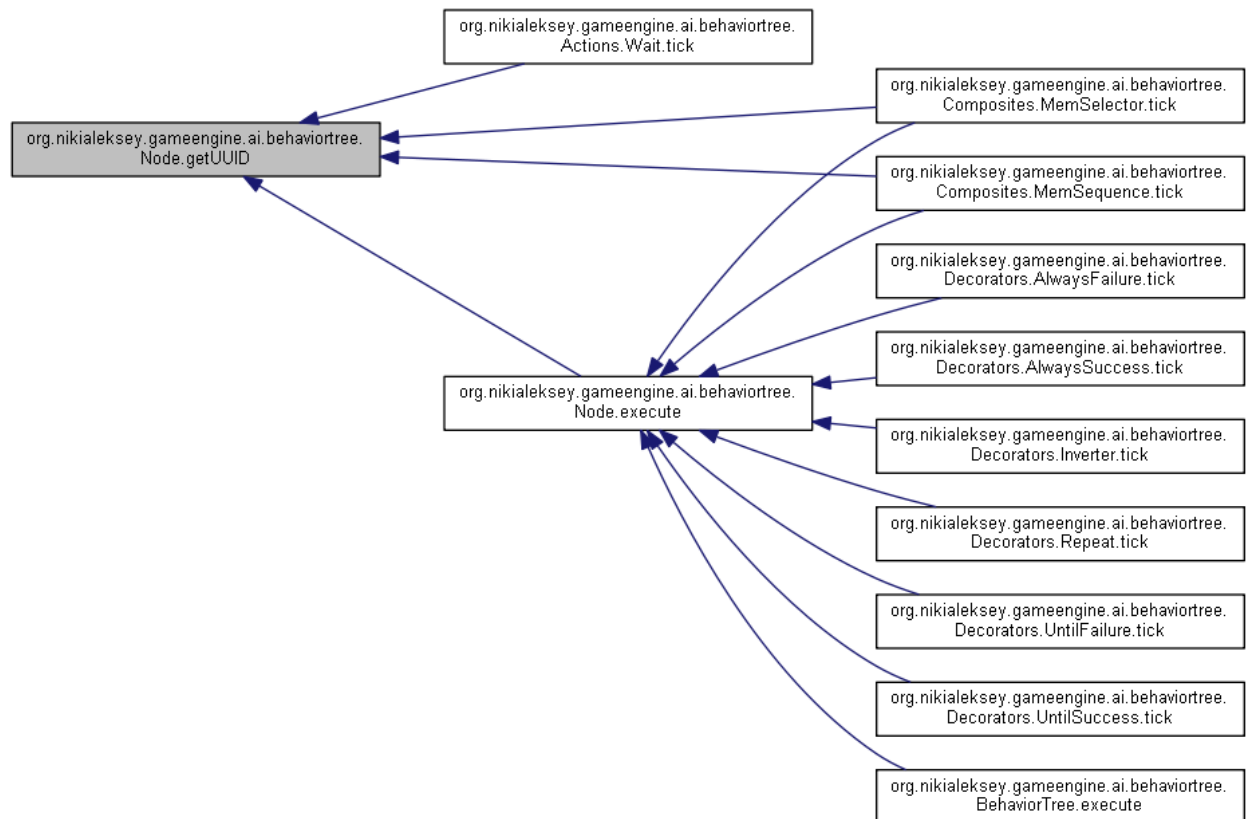 org.nikialeksey.gameengine.ai.behaviortree.
Actions.Wait.tick
org.nikialeksey.gameengine.ai.behaviortree.
Composites.MemSelector.tick
org.nikialeksey.gameengine.ai.behaviortree.
Node.getUUID
org.nikialeksey.gameengine.ai.behaviortree.
Composites.MemSequence.tick
org.nikialeksey.gameengine.ai.behaviortree.
Decorators.AlwaysFailure.tick
org.nikialeksey.gameengine.ai.behaviortree.
Decorators.AlwaysSuccess.tick
org.nikialeksey.gameengine.ai.behaviortree.
Node.execute
org.nikialeksey.gameengine.ai.behaviortree.
Decorators.Inverter.tick
org.nikialeksey.gameengine.ai.behaviortree.
Decorators.Repeat.tick
org.nikialeksey.gameengine.ai.behaviortree.
Decorators.UntilFailure.tick
org.nikialeksey.gameengine.ai.behaviortree.
Decorators.UntilSuccess.tick
org.nikialeksey.gameengine.ai.behaviortree.
BehaviorTree.execute